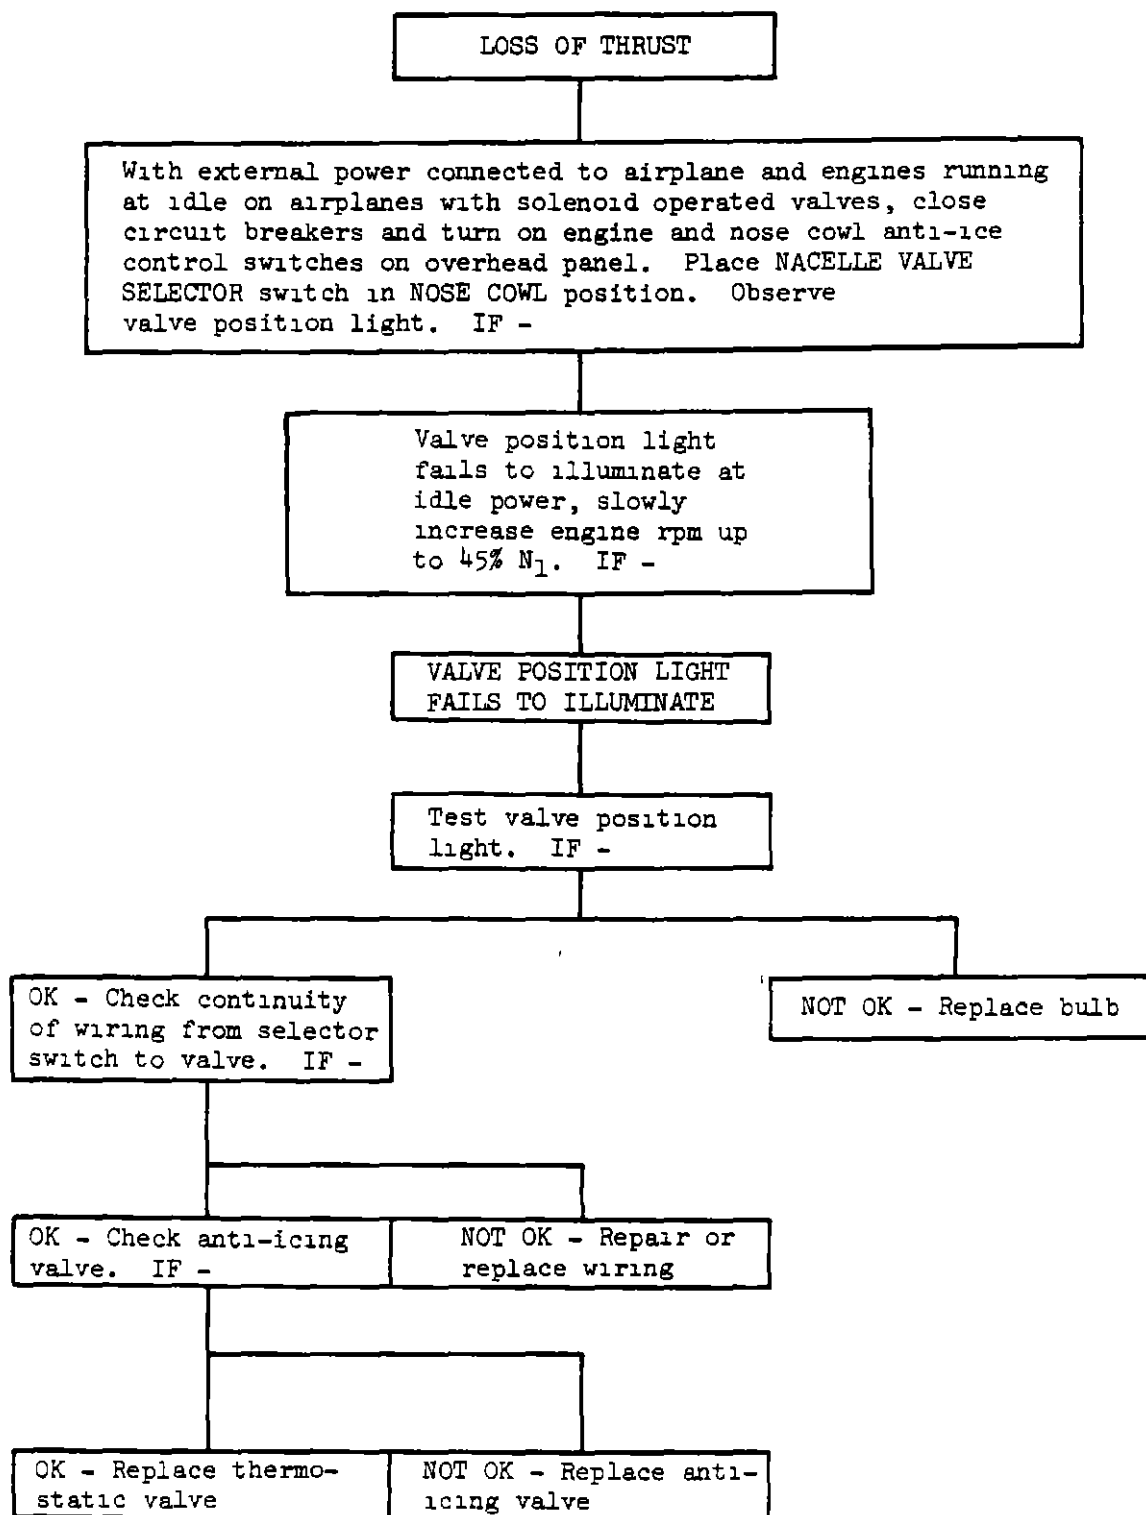 LOSS OF THRUST
With external power connected to airplane and engines running
at idle on airplanes with solenoid operated valves, close
circuit breakers and turn on engine and nose cowl anti-ice
control switches on overhead panel. Place NACELLE VALVE
SELECTOR switch in NOSE COWL position. Observe
valve position light. IF -
Valve position light
fails to illuminate at
idle power, slowly
increase engine rpm up
to 45% N1. IF -
VALVE POSITION LIGHT
FAILS TO ILLUMINATE
Test valve position
light. IF -
OK - Check continuity
of wiring from selector
switch to valve. IF -
NOT OK - Replace bulb
OK - Check anti-icing
valve. IF -
NOT OK - Repair or
replace wiring
OK - Replace thermo-
static valve
NOT OK - Replace anti-
icing valve